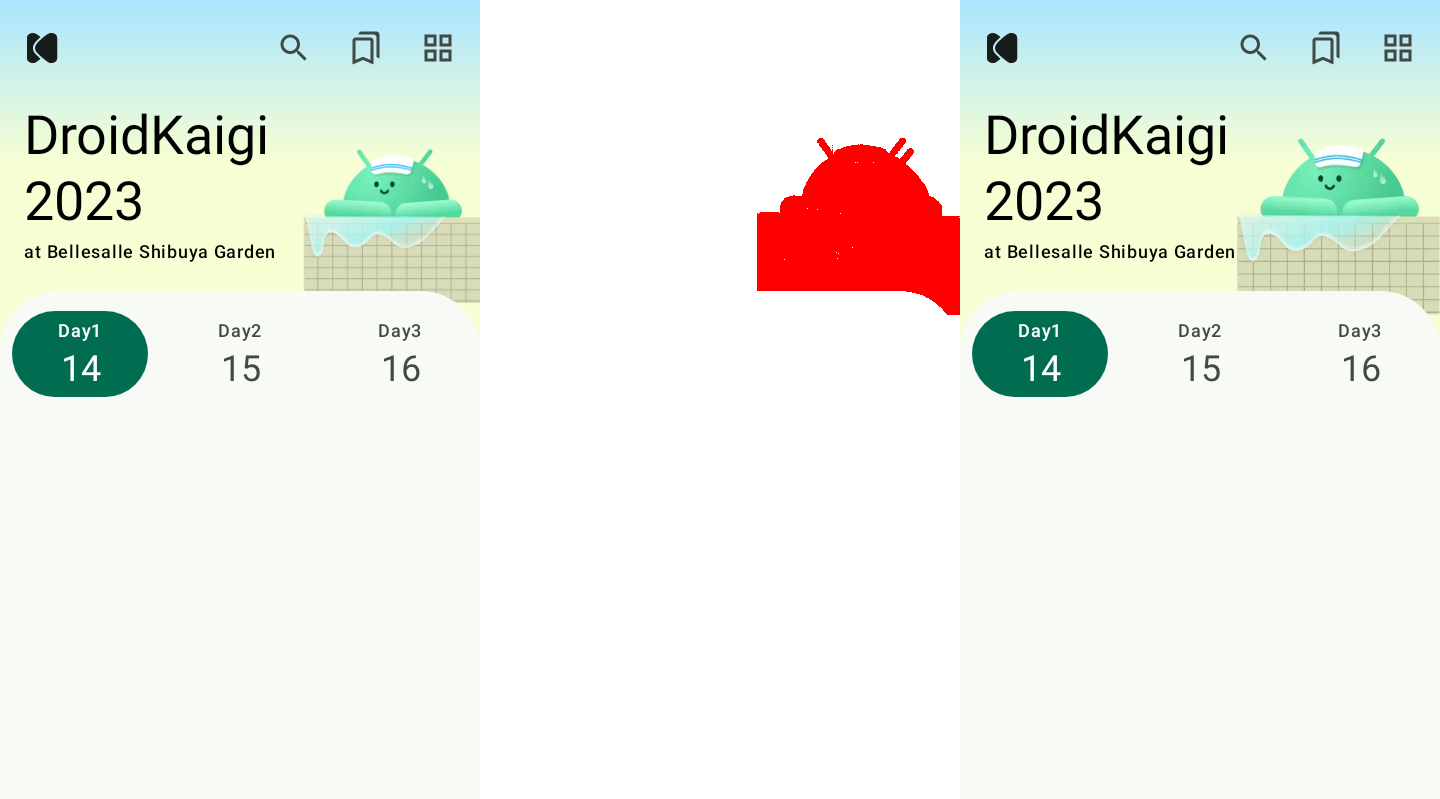 DroidKaigi
2023
at Bellesalle Shibuya Garden
Day1
Day2
Day3
14
15
16
DroidKaigi
2023
at Bellesalle Shibuya Garden
Day1
Day2
Day3
14
15
16